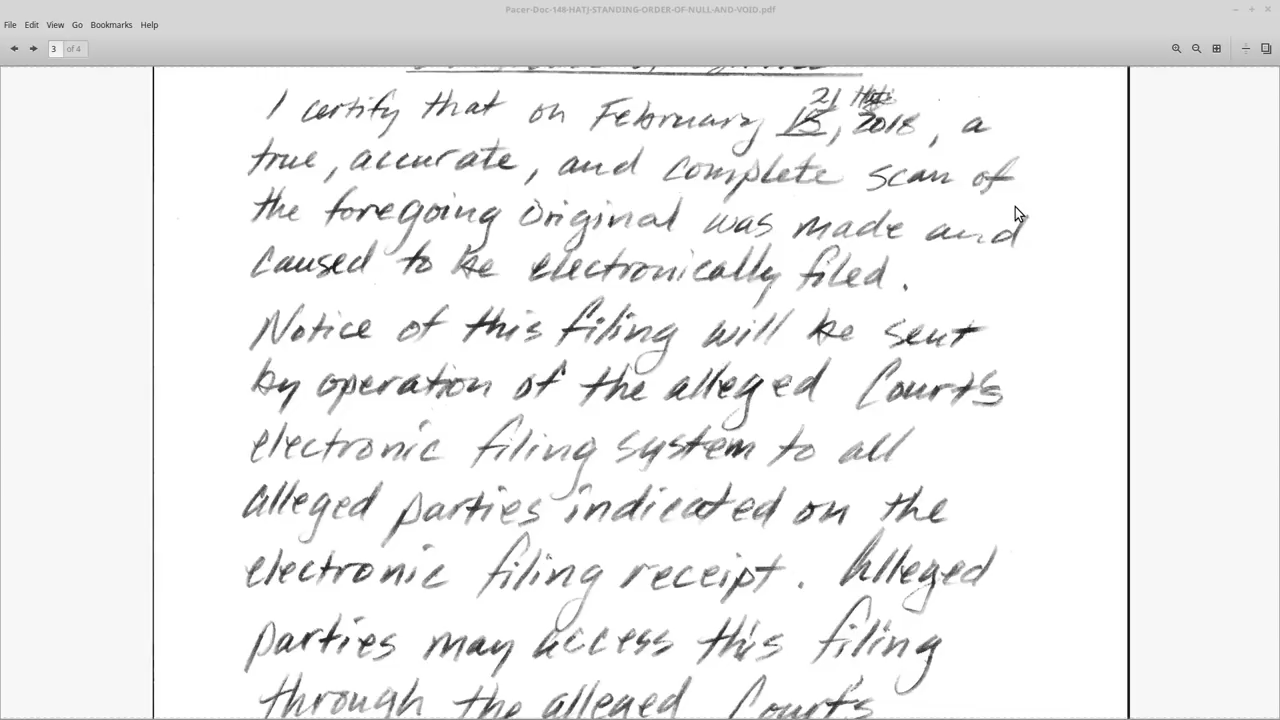 Pacer-Doc-148-HATJ-STANDING-ORDER-OF-NULL-AND-VOID.pdf
File Edit View Go Bookmarks Help
3 of 4
21
I certify that on February 18, 2018, a
true, accurate, and complete scan of
the foregoing original was made and
caused to be electronically filed.
Notice of this filing will be sent
by operation of the alleged Court's
electronic filing system to all
alleged parties indicated on the
electronic filing receipt. Alleged
parties may access this filing
through the alleged Court's